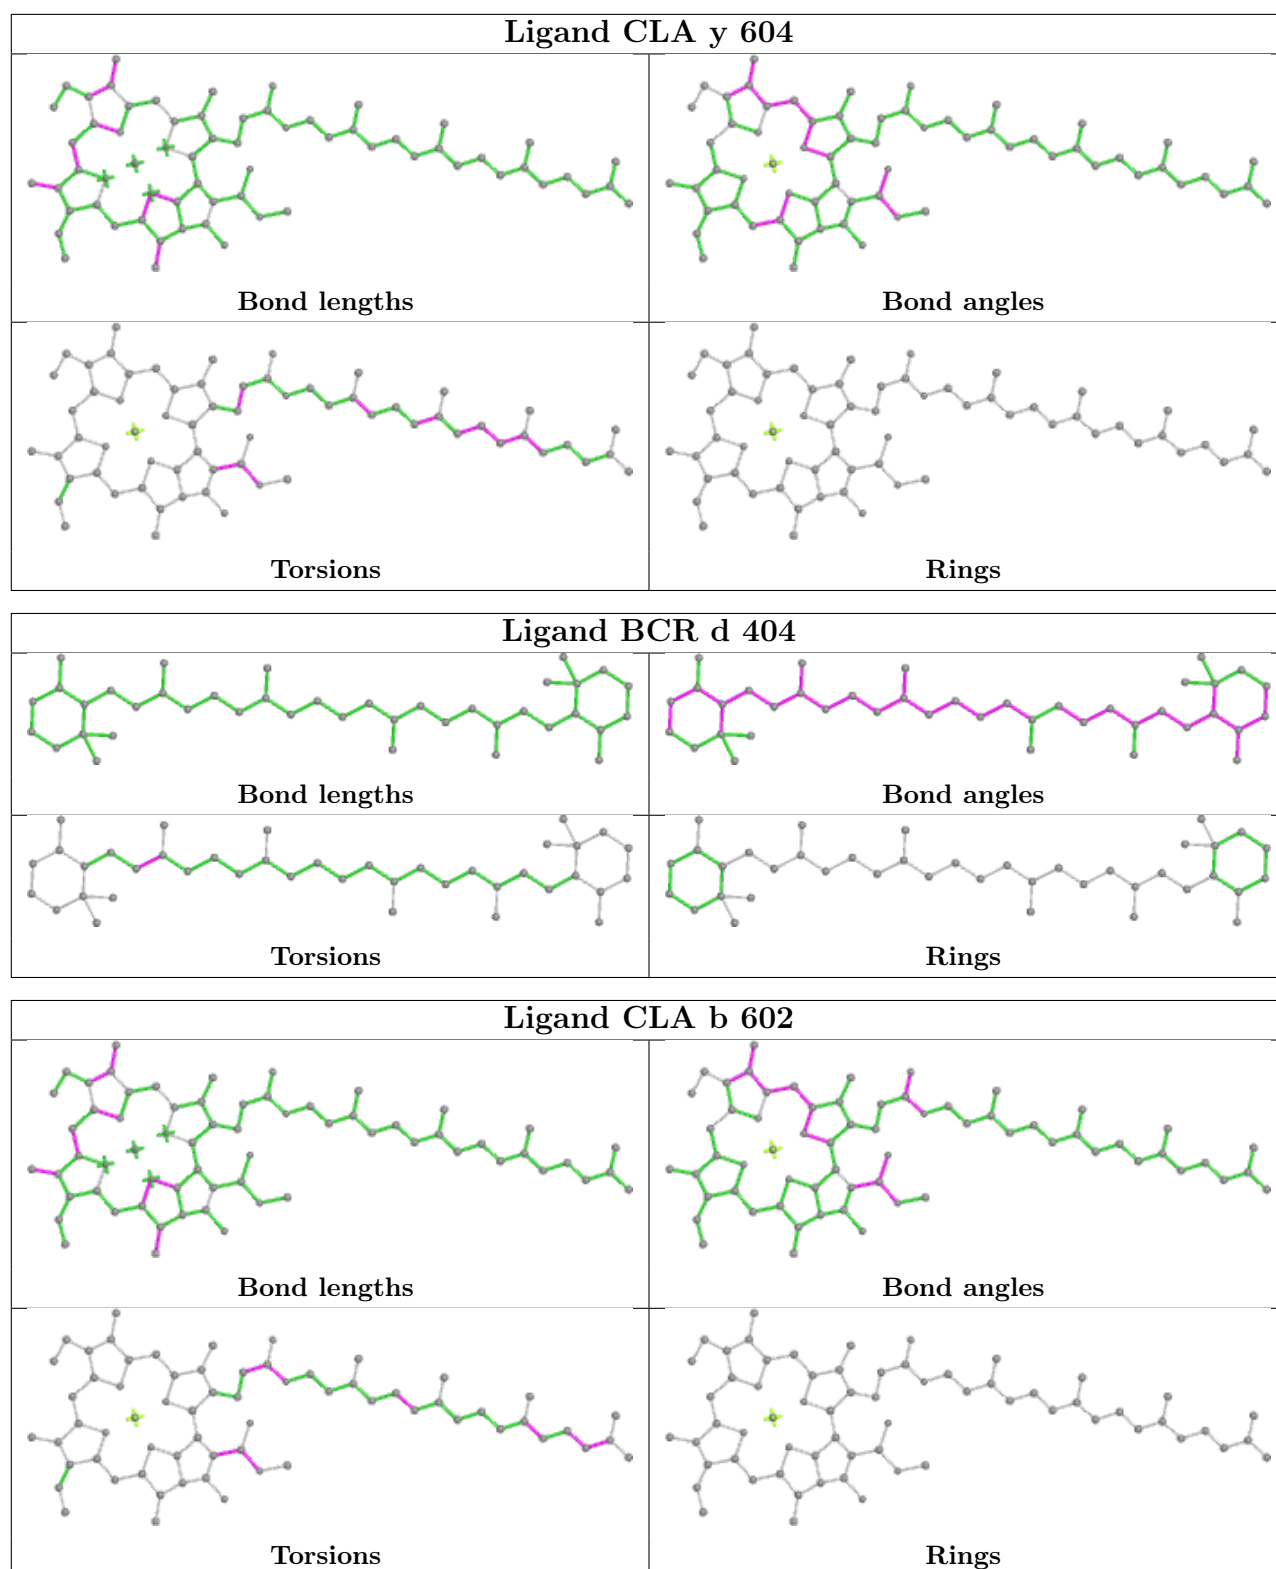 Ligand CLA y 604
Bond lengths
Bond angles
Torsions
Rings
Ligand BCR d 404
Bond lengths
Bond angles
Torsions
Rings
Ligand CLA b 602
Bond lengths
Bond angles
Torsions
Rings